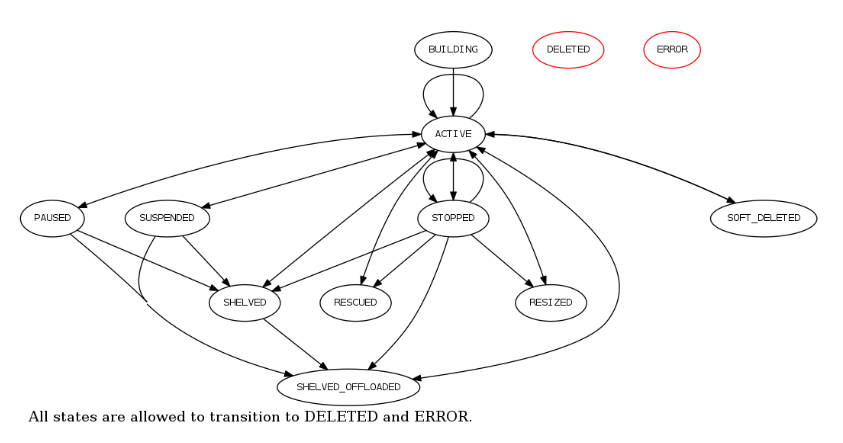 BUILDING
DELETED
ERROR
ACTIVE
PAUSED
SUSPENDED
STOPPED
SOFT_DELETED
SHELVED
RESCUED
RESIZED
SHELVED_OFFLOADED
All states are allowed to transition to DELETED and ERROR.